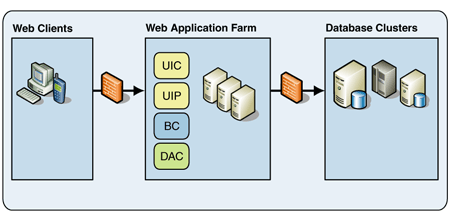 Web Clients
Web Application Farm
Database Clusters
UIC
UIP
BC
DAC